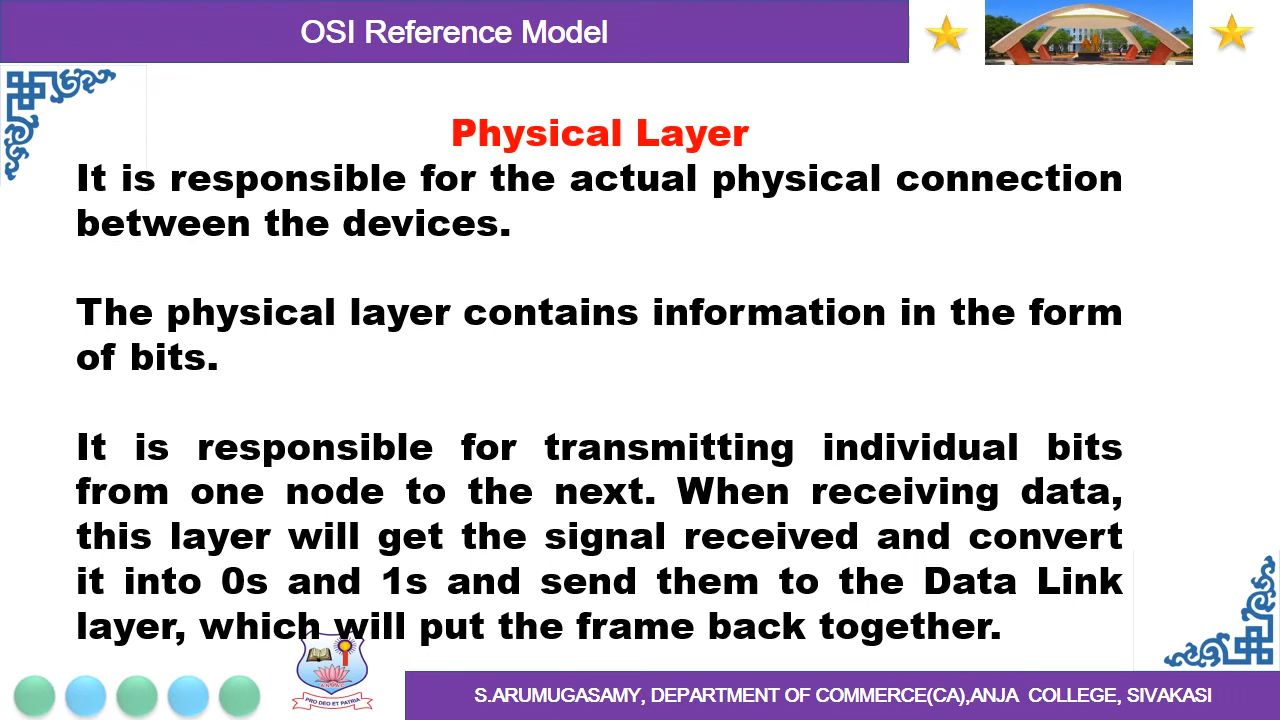 OSI Reference Model
Physical Layer
It is responsible for the actual physical connection
between the devices.
The physical layer contains information in the form
of bits.
It is responsible for transmitting individual bits
from one node to the next. When receiving data,
this layer will get the signal received and convert
it into 0s and 1s and send them to the Data Link
layer, which will put the frame back together.
PRO DEO ET PATRIA
S.ARUMUGASAMY, DEPARTMENT OF COMMERCE(CA),ANJA COLLEGE, SIVAKASI